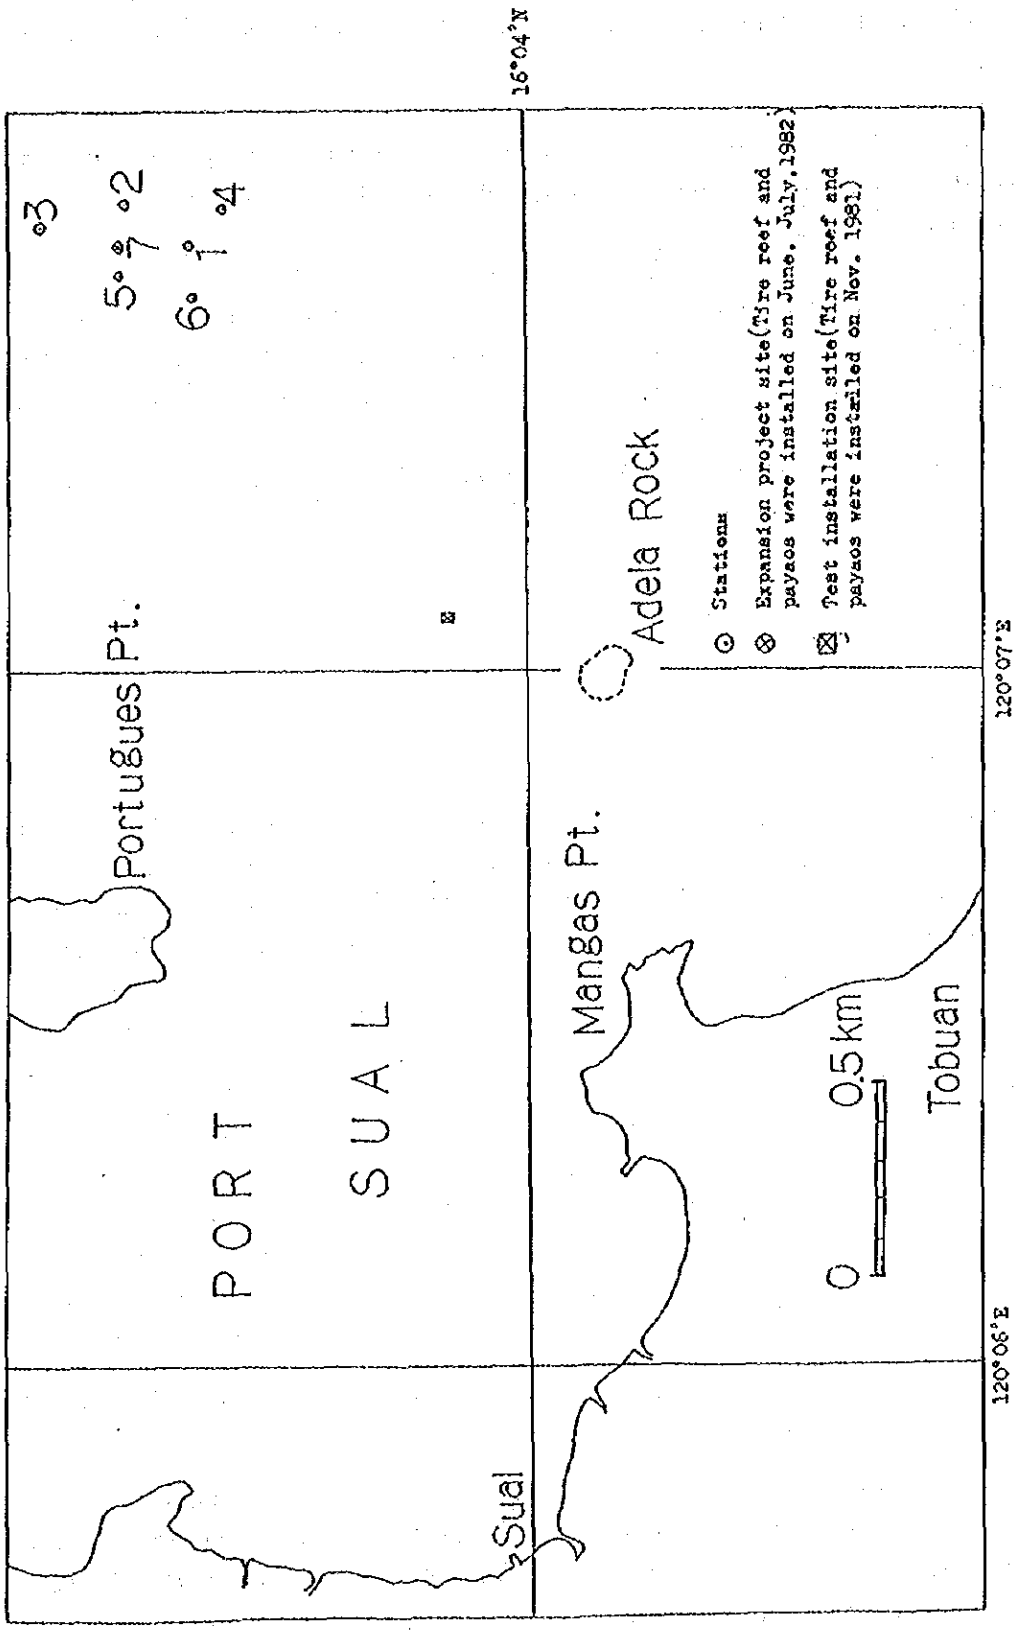 3
5 7 2
6 1 4
Portugues Pt.
PORT
SUAL
16°04'N
Sual
Mangas Pt.
Adela Rock
Stations
Expansion project site(Tire reef and
payaos were installed on June. July,1982)
Test installation site(Tire reef and
payaos were installed on Nov. 1981)
0 0.5km
Tobuan
120°06'E
120°07'E